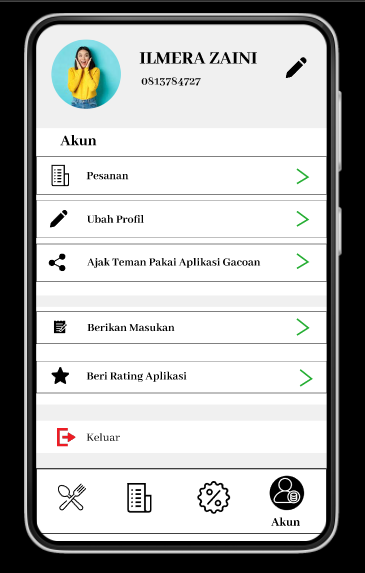 ILMERA ZAINI
0813784727
Akun
Pesanan
Ubah Profil
Ajak Teman Pakai Aplikasi Gacoan
Berikan Masukan
Beri Rating Aplikasi
Keluar
Akun